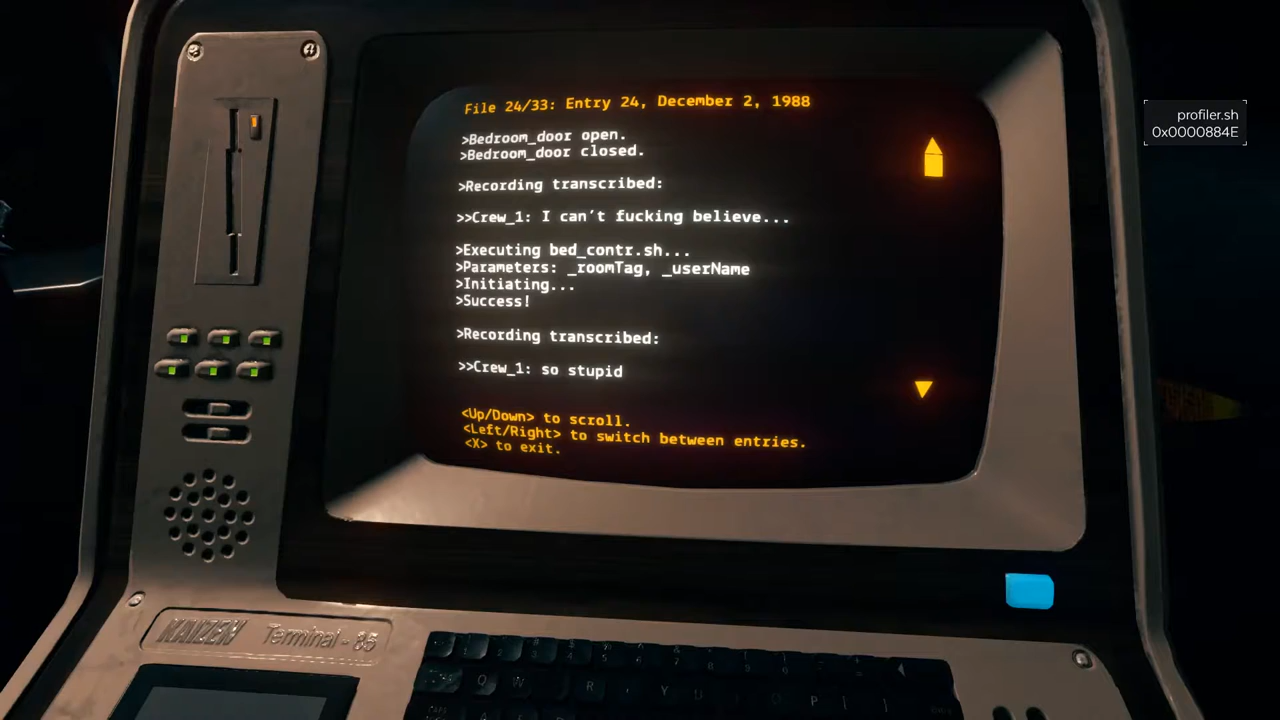 File 24/33: Entry 24, December 2, 1988
>Bedroom_door open.
>Bedroom_door closed.
>Recording transcribed:
>>Crew_1: I can't fucking believe...
>Executing bed_contr.sh...
>Parameters: _roomTag, _userName
>Initiating...
>Success!
>Recording transcribed:
>>Crew_1: so stupid
<Up/Down> to scroll.
<Left/Right> to switch between entries.
<X> to exit.
profiler.sh
0x0000884E
KAIZEN Terminal-85
Q W R Y U P